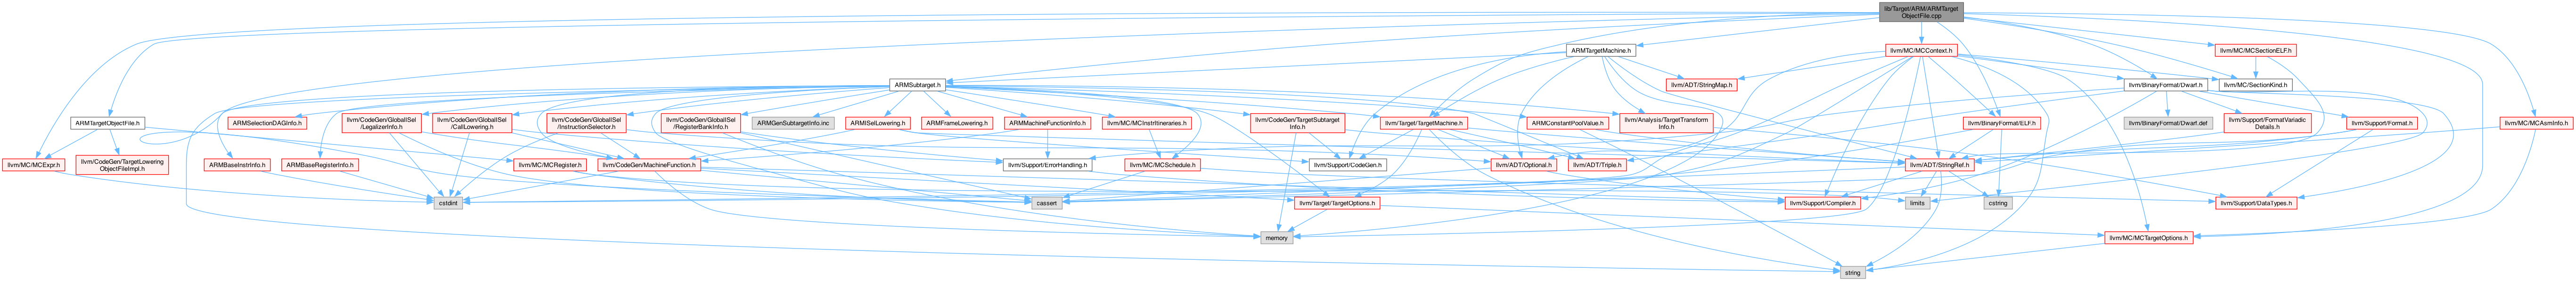 lib/Target/ARM/ARMTarget
ObjectFile.cpp
ARMTargetMachine.h
llvm/MC/MCContext.h
llvm/MC/MCSectionELF.h
ARMSubtarget.h
llvm/ADT/StringMap.h
llvm/BinaryFormat/Dwarf.h
llvm/MC/SectionKind.h
ARMTargetObjectFile.h
ARMSelectionDAGInfo.h
llvm/CodeGen/GlobalISel
/LegalizerInfo.h
llvm/CodeGen/GlobalISel
/CallLowering.h
llvm/CodeGen/GlobalISel
/InstructionSelector.h
llvm/CodeGen/GlobalISel
/RegisterBankInfo.h
ARMGenSubtargetInfo.inc
ARMISelLowering.h
ARMFrameLowering.h
ARMMachineFunctionInfo.h
llvm/MC/MCInstrItineraries.h
llvm/CodeGen/TargetSubtarget
Info.h
llvm/Target/TargetMachine.h
ARMConstantPoolValue.h
llvm/Analysis/TargetTransform
Info.h
llvm/BinaryFormat/ELF.h
llvm/BinaryFormat/Dwarf.def
llvm/Support/FormatVariadic
Details.h
llvm/Support/Format.h
llvm/MC/MCAsmInfo.h
llvm/MC/MCExpr.h
llvm/CodeGen/TargetLowering
ObjectFileImpl.h
ARMBaseInstrInfo.h
ARMBaseRegisterInfo.h
llvm/MC/MCRegister.h
llvm/CodeGen/MachineFunction.h
llvm/Support/ErrorHandling.h
llvm/MC/MCSchedule.h
llvm/Support/CodeGen.h
llvm/ADT/Optional.h
llvm/ADT/Triple.h
llvm/ADT/StringRef.h
cstdint
cassert
llvm/Target/TargetOptions.h
llvm/Support/Compiler.h
limits
cstring
llvm/Support/DataTypes.h
memory
llvm/MC/MCTargetOptions.h
string